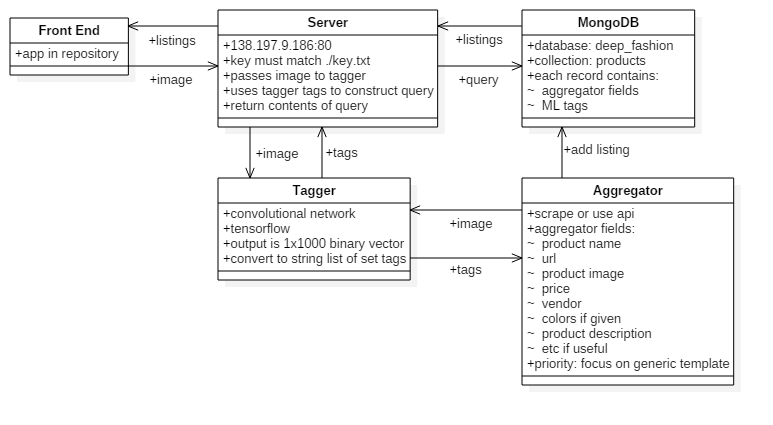 Front End
+app in repository
+listings
+image
Server
+138.197.9.186:80
+key must match ./key.txt
+passes image to tagger
+uses tagger tags to construct query
+return contents of query
+listings
+query
MongoDB
+database: deep_fashion
+collection: products
+each record contains:
~ aggregator fields
~ ML tags
+image
+tags
+add listing
Tagger
+convolutional network
+tensorflow
+output is 1x1000 binary vector
+convert to string list of set tags
+image
+tags
Aggregator
+scrape or use api
+aggregator fields:
~ product name
~ url
~ product image
~ price
~ vendor
~ colors if given
~ product description
~ etc if useful
+priority: focus on generic template